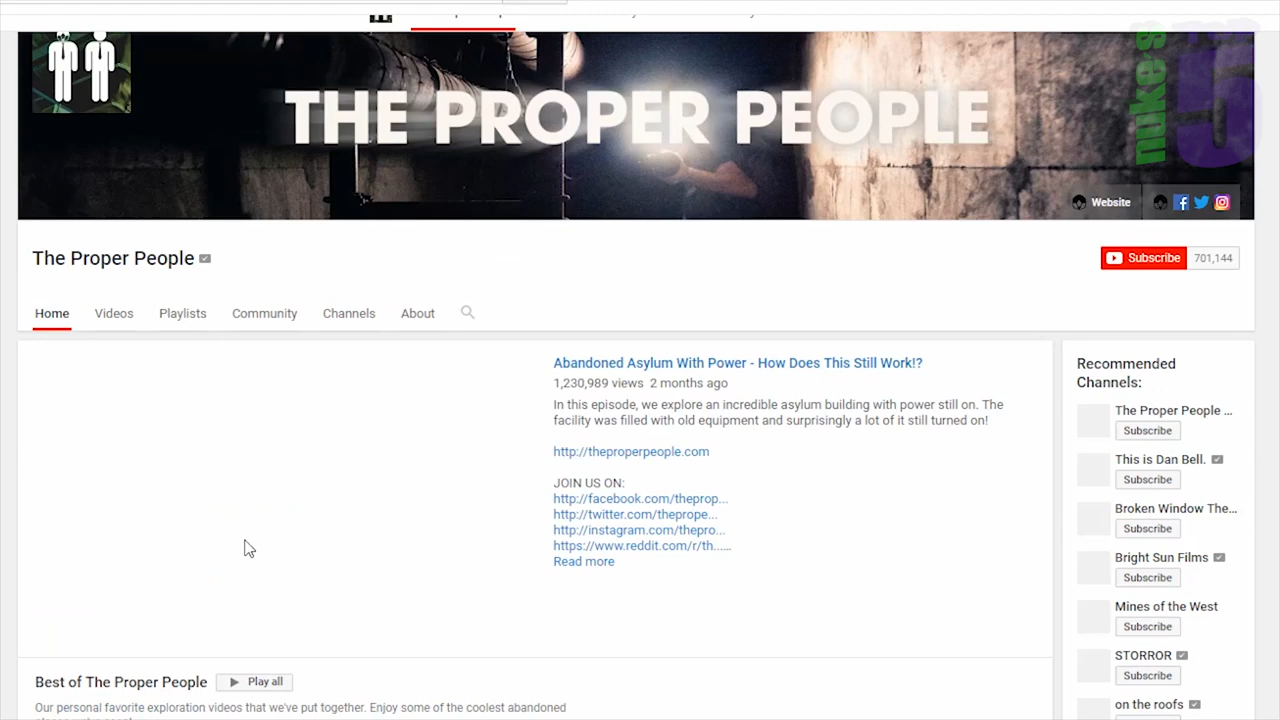 THE PROPER PEOPLE
nuke's
TOP
5
Website
The Proper People
Subscribe 701,144
Home Videos Playlists Community Channels About
Abandoned Asylum With Power - How Does This Still Work!?
1,230,989 views 2 months ago
In this episode, we explore an incredible asylum building with power still on. The
facility was filled with old equipment and surprisingly a lot of it still turned on!
http://theproperpeople.com
JOIN US ON:
http://facebook.com/theprop...
http://twitter.com/theprope...
http://instagram.com/thepro...
https://www.reddit.com/r/th......
Read more
Recommended
Channels:
The Proper People ...
Subscribe
This is Dan Bell.
Subscribe
Broken Window The...
Subscribe
Bright Sun Films
Subscribe
Mines of the West
Subscribe
STORROR
Subscribe
on the roofs
Best of The Proper People Play all
Our personal favorite exploration videos that we've put together. Enjoy some of the coolest abandoned